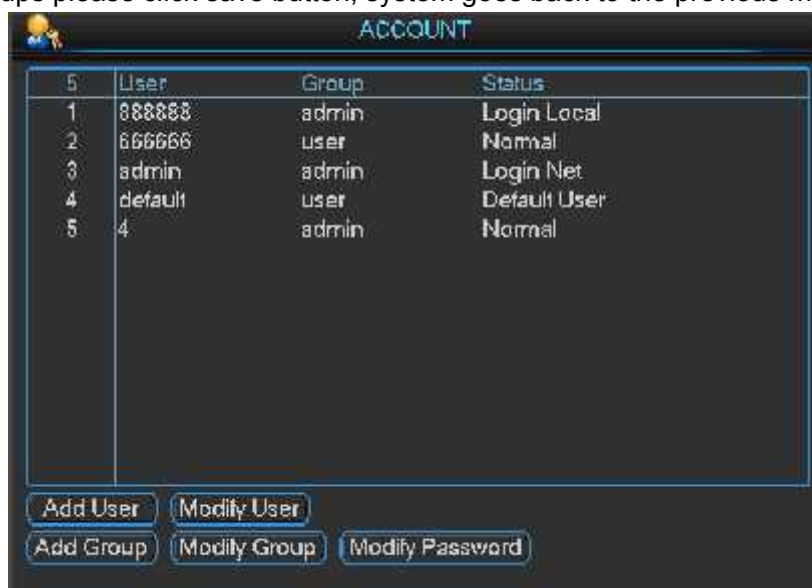 please click save button, system goes back to the previous
ACCOUNT
5 User Group Status
1 888888 admin Login Local
2 666666 user Normal
3 admin admin Login Net
4 default user Default User
5 4 admin Normal
Add User Modify User
Add Group Modify Group Modify Password